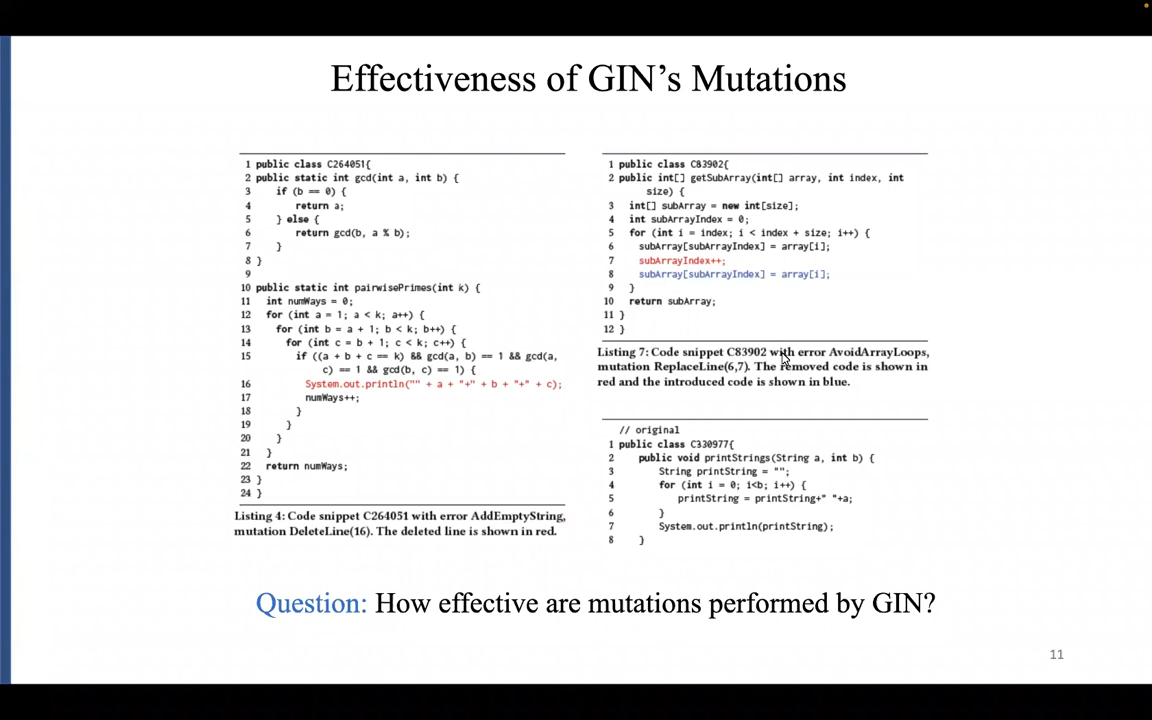 Effectiveness of GIN's Mutations
1 public class C264051{
2 public static int gcd(int a, int b) {
3 if (b == 0) {
4 return a;
5 } else {
6 return gcd(b, a % b);
7 }
8 }
9
10 public static int pairwisePrimes(int k) {
11 int numWays = 0;
12 for (int a = 1; a < k; a++) {
13 for (int b = a + 1; b < k; b++) {
14 for (int c = b + 1; c < k; c++) {
15 if ((a + b + c == k) && gcd(a, b) == 1 && gcd(a,
c) == 1 && gcd(b, c) == 1) {
16 System.out.println("" + a + "+" + b + "+" + c);
17 numWays++;
18 }
19 }
20 }
21 }
22 return numWays;
23 }
24 }
Listing 4: Code snippet C264051 with error AddEmptyString,
mutation DeleteLine(16). The deleted line is shown in red.
1 public class C83902{
2 public int[] getSubArray(int[] array, int index, int
size) {
3 int[] subArray = new int[size];
4 int subArrayIndex = 0;
5 for (int i = index; i < index + size; i++) {
6 subArray[subArrayIndex] = array[i];
7 subArrayIndex++;
8 subArray[subArrayIndex] = array[i];
9 }
10 return subArray;
11 }
12 }
Listing 7: Code snippet C83902 with error AvoidArrayLoops,
mutation ReplaceLine(6,7). The removed code is shown in
red and the introduced code is shown in blue.
// original
1 public class C330977{
2 public void printStrings(String a, int b) {
3 String printString = "";
4 for (int i = 0; i<b; i++) {
5 printString = printString+" "+a;
6 }
7 System.out.println(printString);
8 }
Question: How effective are mutations performed by GIN?
11